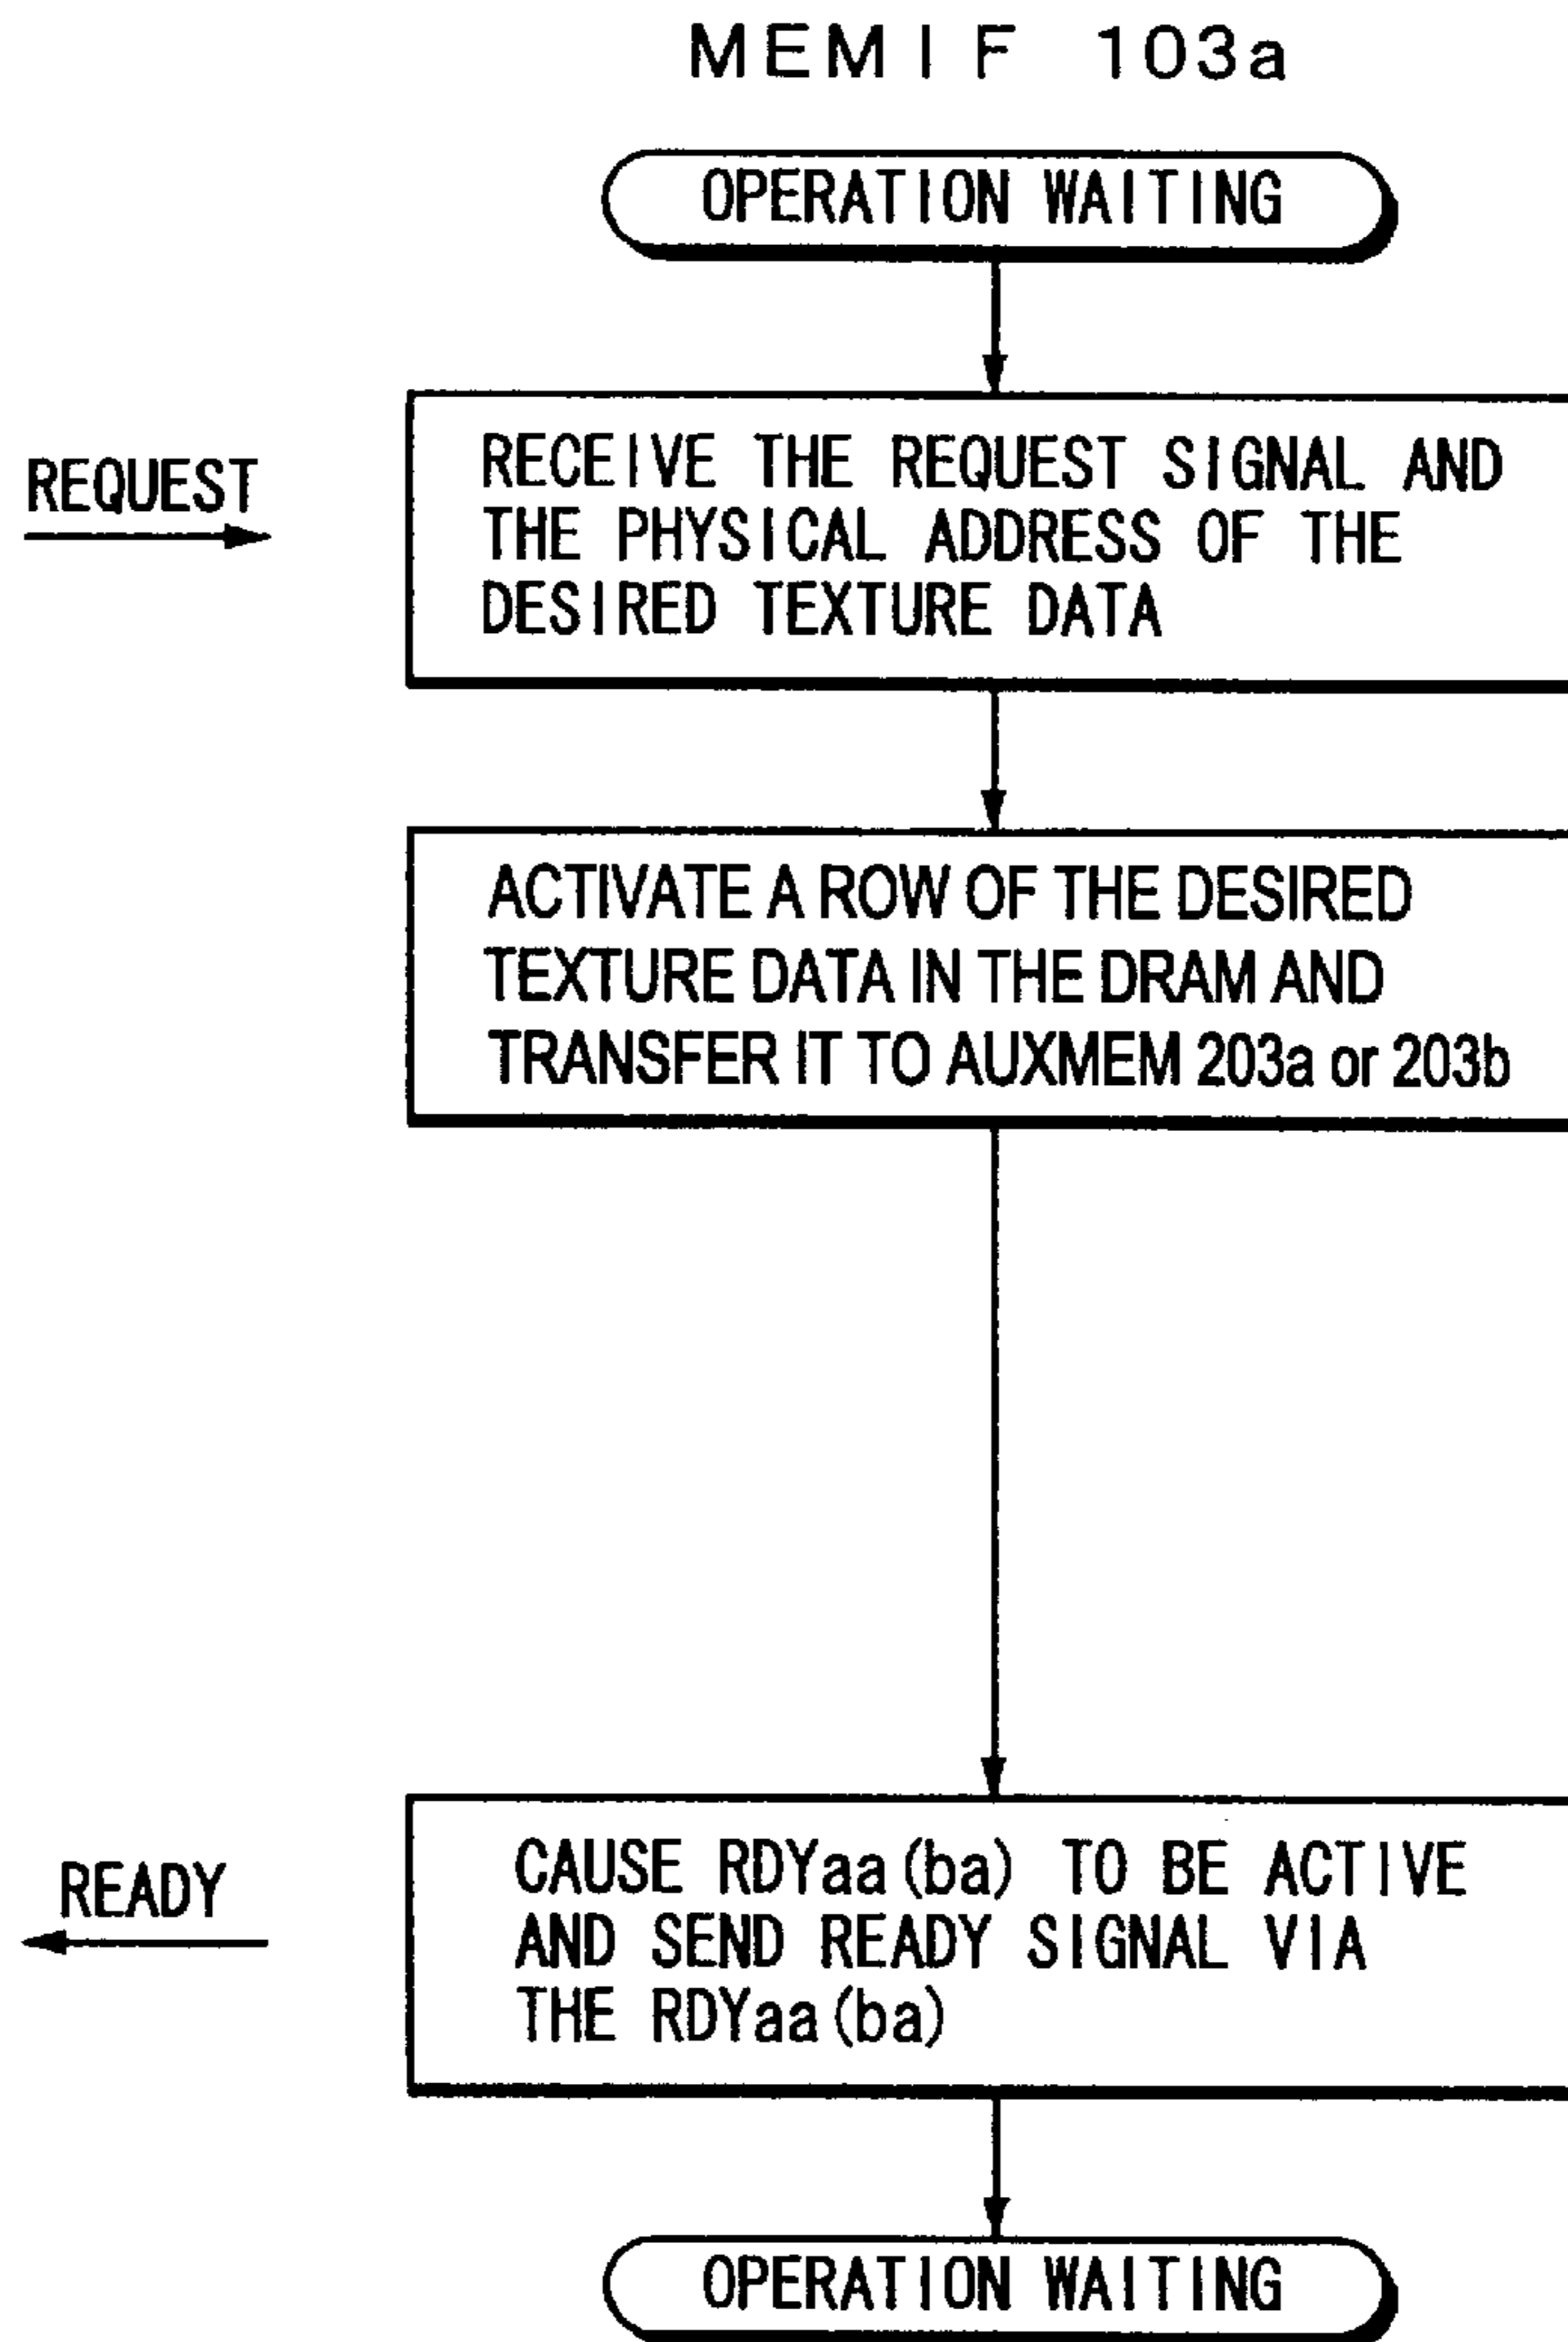 MEMIF 103a
OPERATION WAITING
REQUEST
RECEIVE THE REQUEST SIGNAL AND
THE PHYSICAL ADDRESS OF THE
DESIRED TEXTURE DATA
ACTIVATE A ROW OF THE DESIRED
TEXTURE DATA IN THE DRAM AND
TRANSFER IT TO AUXMEM 203a or 203b
READY
CAUSE RDYaa(ba) TO BE ACTIVE
AND SEND READY SIGNAL VIA
THE RDYaa(ba)
OPERATION WAITING